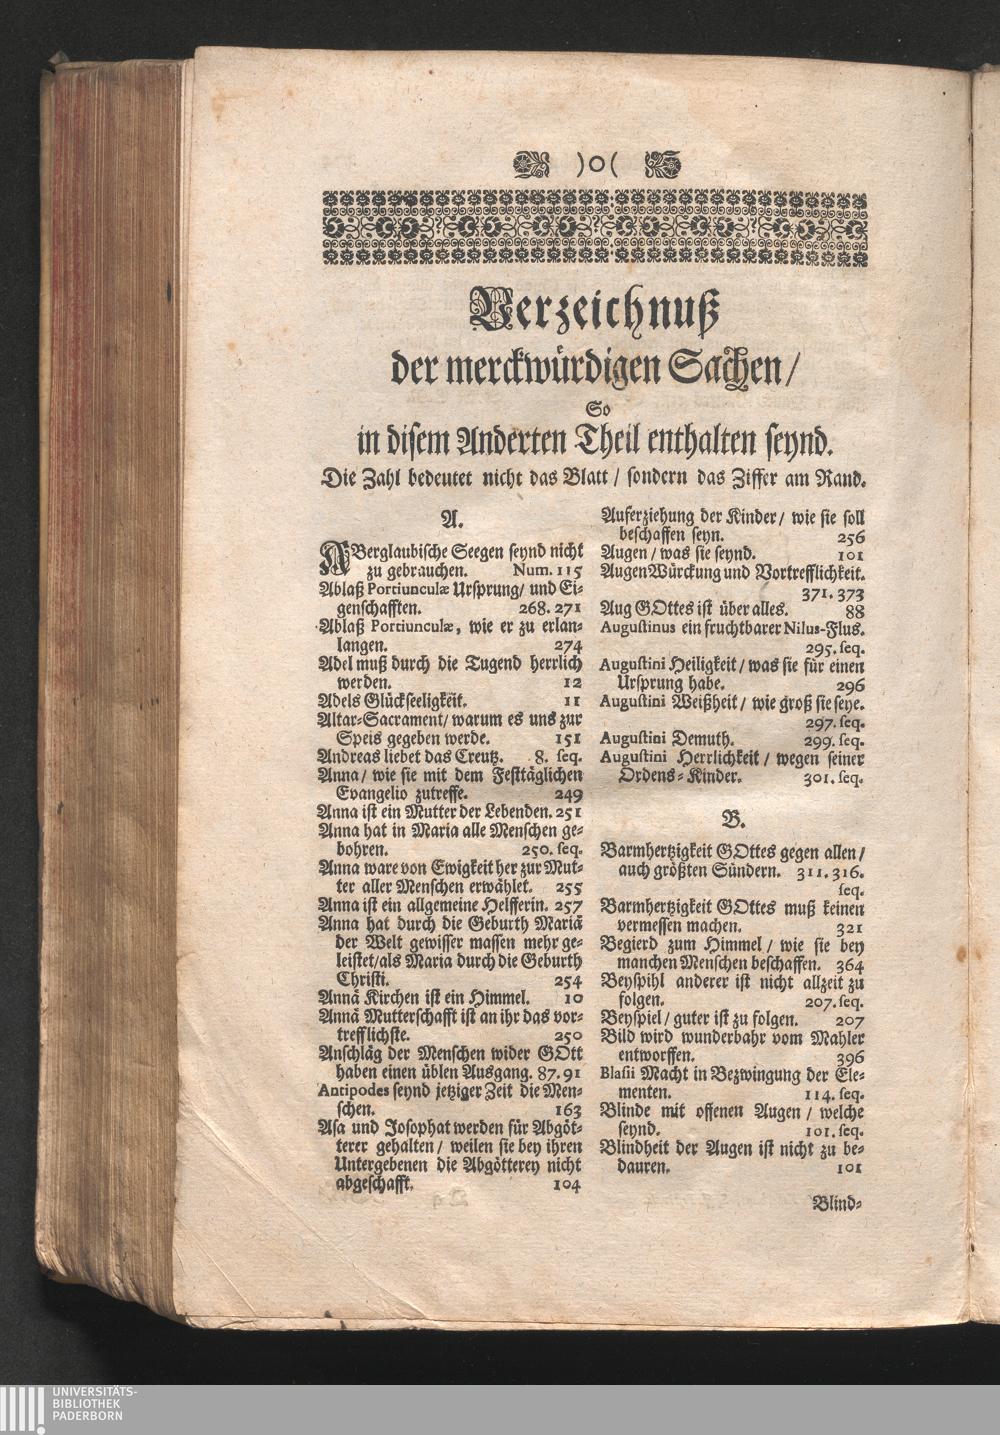 )o(
Verzeichnuß
der merckwürdigen Sachen/
So
in disem Anderten Theil enthalten seynd.
Die Zahl bedeutet nicht das Blatt / sondern das Ziffer am Rand.
A.
ABerglaubische Seegen seynd nicht
zu gebrauchen. Num. 115
Ablaß Portiunculæ Ursprung/ und Ei-
genschafften. 268. 271
Ablaß Portiunculæ, wie er zu erlan-
langen. 274
Adel muß durch die Tugend herrlich
werden. 12
Adels Glückseeligkeit. 11
Altar-Sacrament/ warum es uns zur
Speis gegeben werde. 151
Andreas liebet das Creutz. 8. seq.
Anna/ wie sie mit dem Festtäglichen
Evangelio zutreffe. 249
Anna ist ein Mutter der Lebenden. 251
Anna hat in Maria alle Menschen ge-
bohren. 250. seq.
Anna ware von Ewigkeit her zur Mut-
ter aller Menschen erwählet. 255
Anna ist ein allgemeine Helfferin. 257
Anna hat durch die Geburth Mariä
der Welt gewisser massen mehr ge-
leistet/als Maria durch die Geburth
Christi. 254
Annä Kirchen ist ein Himmel. 10
Annä Mutterschafft ist an ihr das vor-
trefflichste. 250
Anschläg der Menschen wider GOtt
haben einen üblen Ausgang. 87. 91
Antipodes seynd jetziger Zeit die Men-
schen. 163
Asa und Josophat werden für Abgöt-
terer gehalten / weilen sie bey ihren
Untergebenen die Abgötterey nicht
abgeschafft. 104
Auferziehung der Kinder/ wie sie soll
beschaffen seyn. 256
Augen / was sie seynd. 101
Augen Würckung und Vortrefflichkeit.
371. 373
Aug GOttes ist über alles. 88
Augustinus ein fruchtbarer Nilus-Flus.
295. seq.
Augustini Heiligkeit / was sie für einen
Ursprung habe. 296
Augustini Weißheit / wie groß sie seye.
297. seq.
Augustini Demuth. 299. seq.
Augustini Herrlichkeit / wegen seiner
Ordens-Kinder. 301. seq.
B.
Barmhertzigkeit GOttes gegen allen /
auch größten Sündern. 311. 316.
seq.
Barmhertzigkeit GOttes muß keinen
vermessen machen. 321
Begierd zum Himmel / wie sie bey
manchen Menschen beschaffen. 364
Beyspihl anderer ist nicht allzeit zu
folgen. 207. seq.
Beyspiel / guter ist zu folgen. 207
Bild wird wunderbahr vom Mahler
entworffen. 396
Blasii Macht in Bezwingung der Ele-
menten. 114. seq.
Blinde mit offenen Augen / welche
seynd. 101. seq.
Blindheit der Augen ist nicht zu be-
dauren. 101
Blind-
UNIVERSITÄTS-
BIBLIOTHEK
PADERBORN